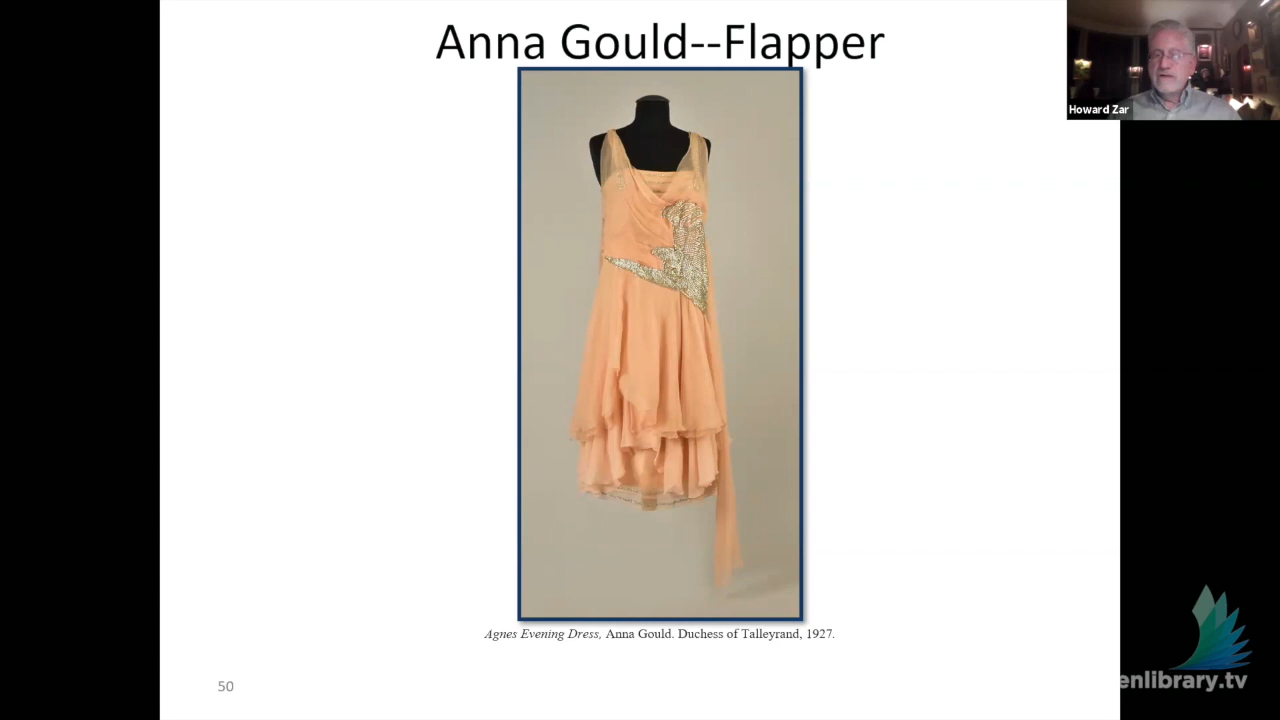 Anna Gould--Flapper
Howard Zar
Agnes Evening Dress, Anna Gould. Duchess of Talleyrand, 1927.
50
enlibrary.tv